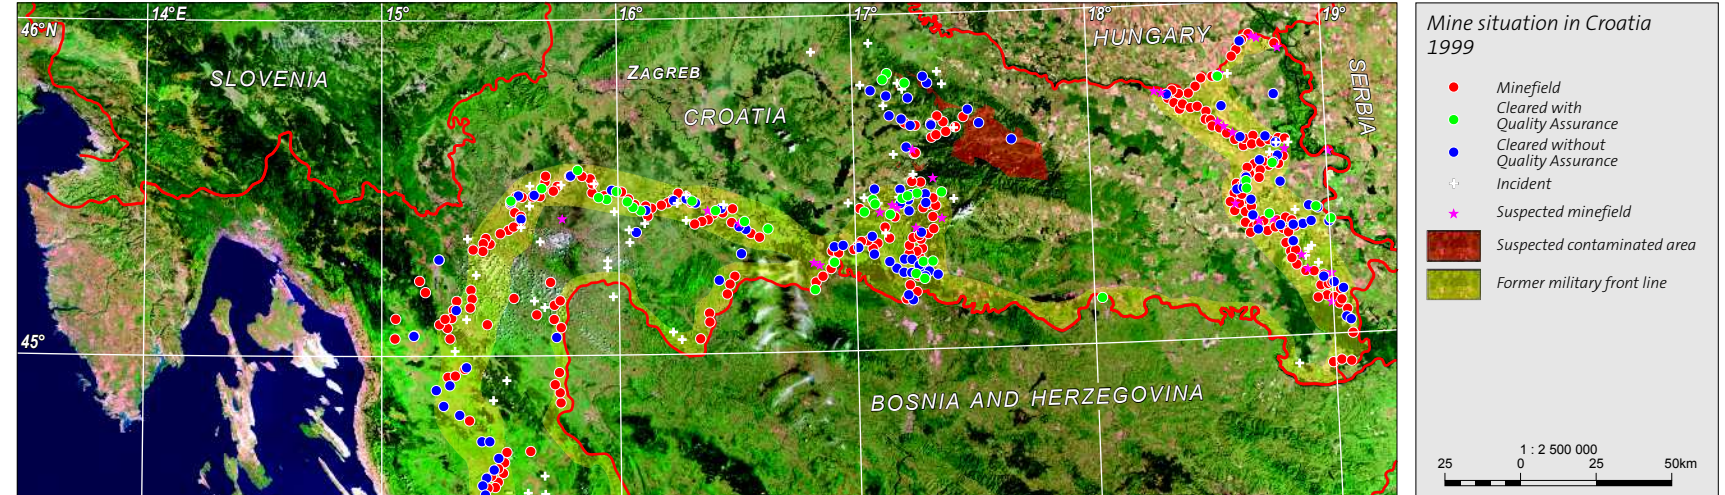 14°E
15°
16°
17°
18°
19°
46°N
HUNGARY
SERBIA
SLOVENIA
ZAGREB
CROATIA
45°
BOSNIA AND HERZEGOVINA
Mine situation in Croatia
1999
Minefield
Cleared with
Quality Assurance
Cleared without
Quality Assurance
Incident
Suspected minefield
Suspected contaminated area
Former military front line
1 : 2 500 000
25 0 25 50km